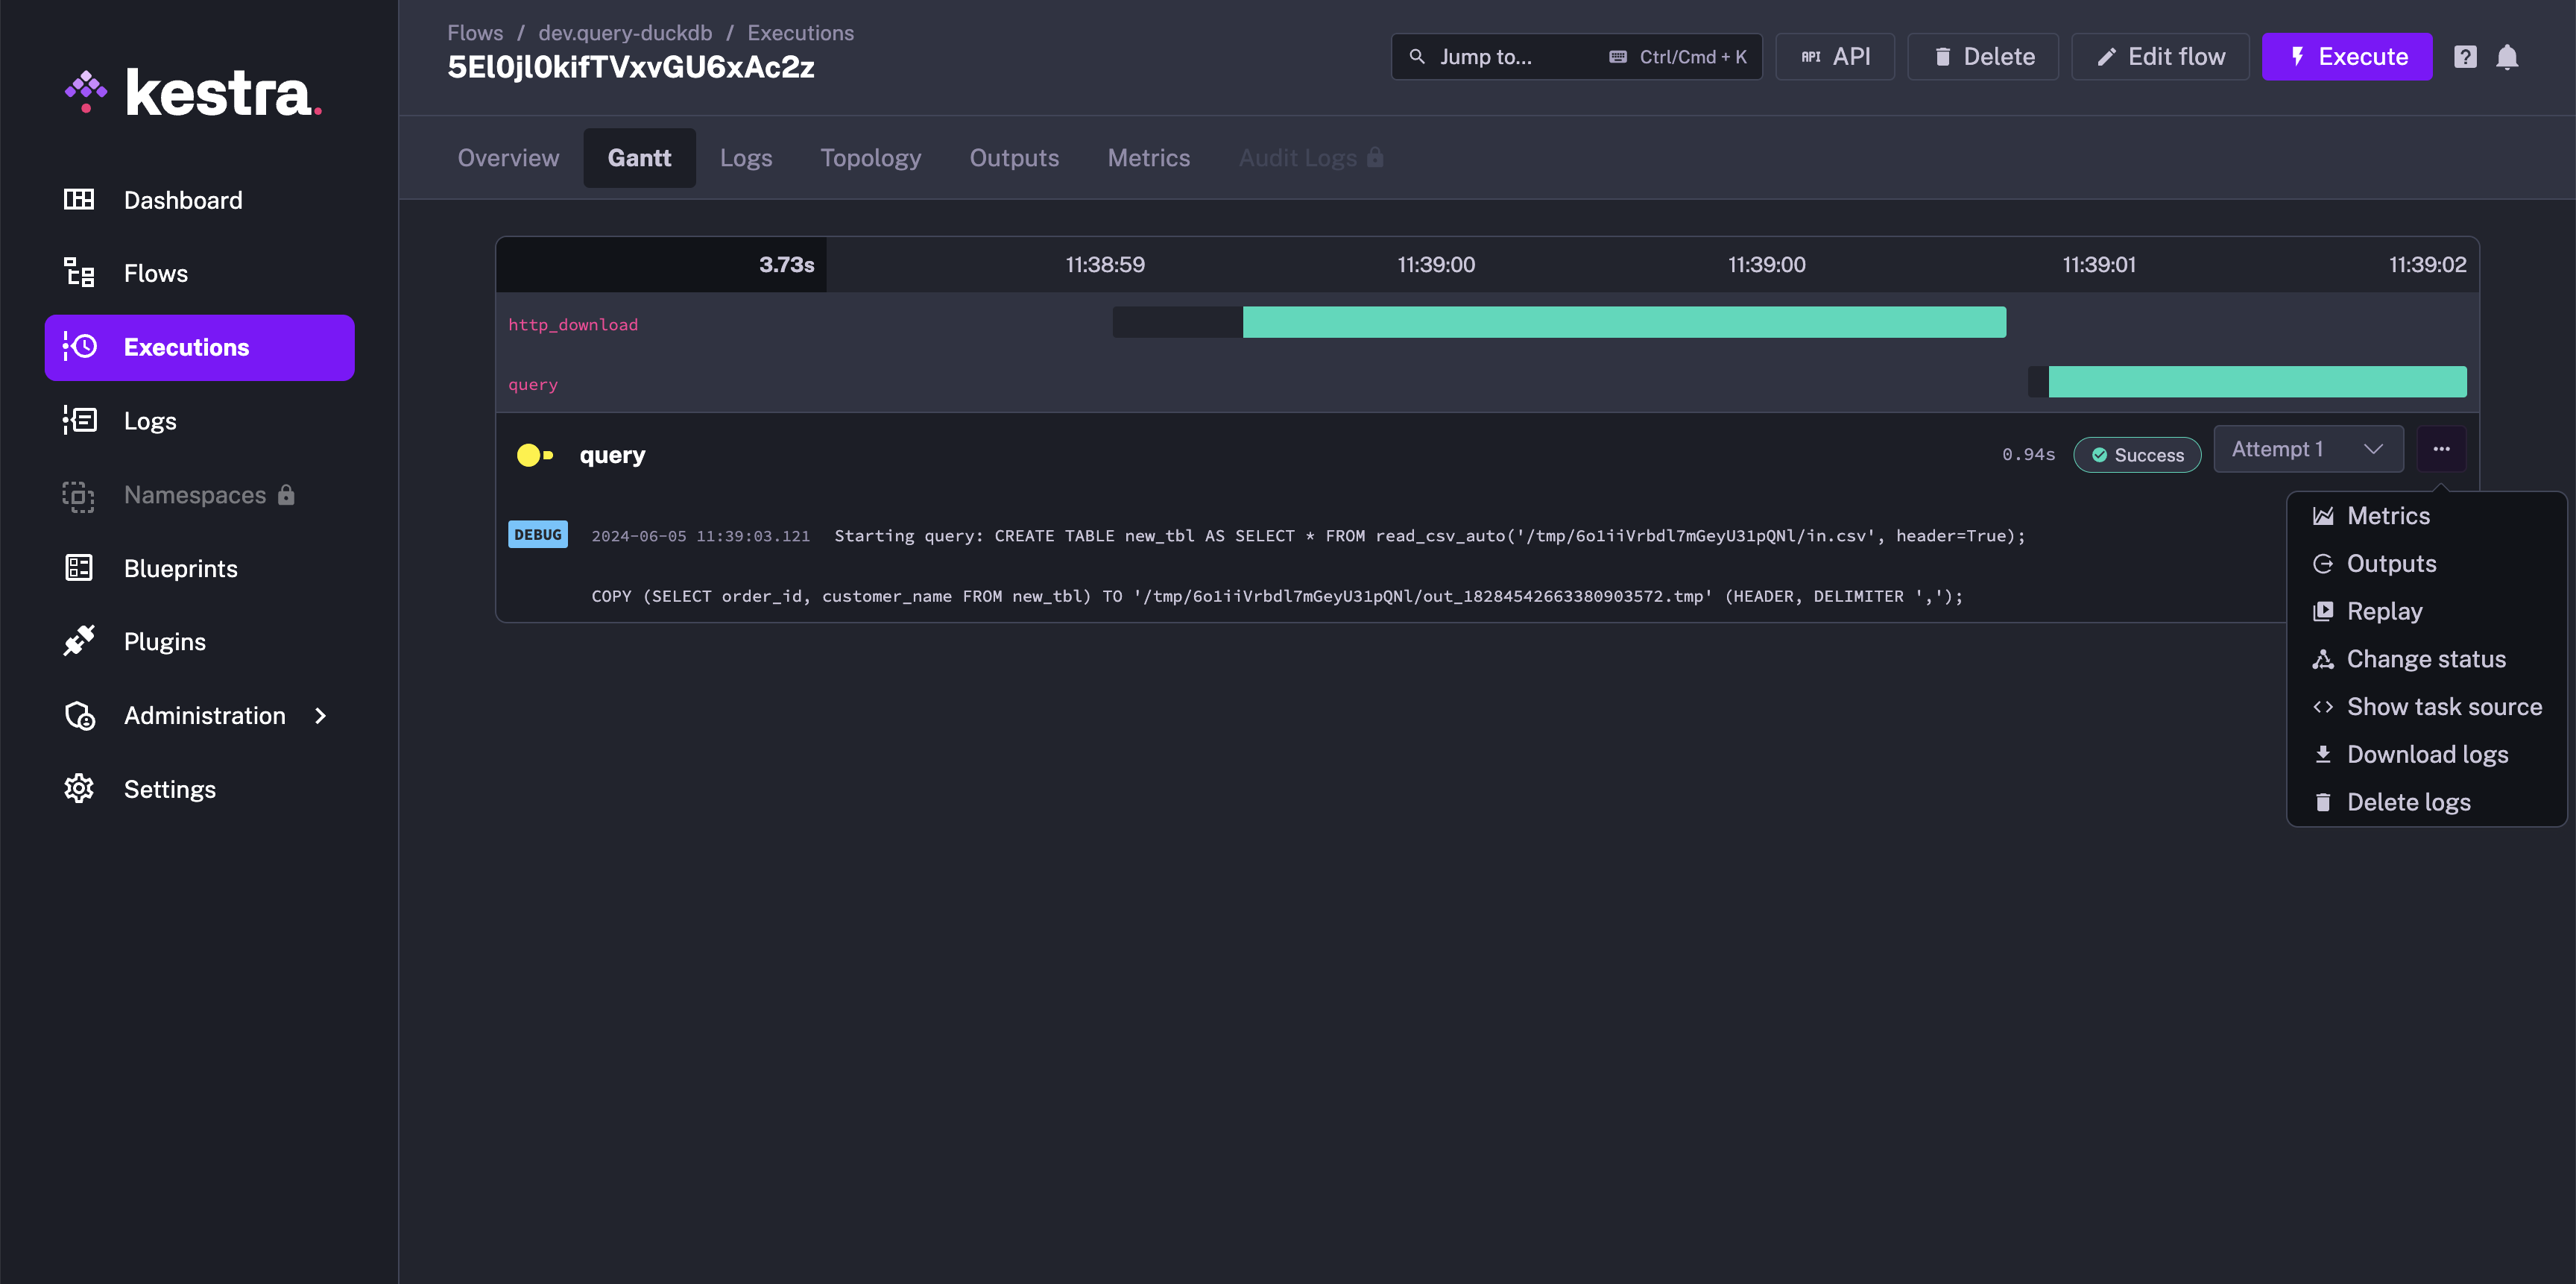 kestra.
Dashboard
Flows
Executions
Logs
Namespaces
Blueprints
Plugins
Administration
Settings
Flows / dev.query-duckdb / Executions
5El0jl0kifTVxvGU6xAc2z
Jump to... Ctrl/Cmd + K
API API
Delete
Edit flow
Execute
?
Overview Gantt Logs Topology Outputs Metrics Audit Logs
3.73s 11:38:59 11:39:00 11:39:00 11:39:01 11:39:02
http_download
query
query 0.94s Success Attempt 1
DEBUG 2024-06-05 11:39:03.121 Starting query: CREATE TABLE new_tbl AS SELECT * FROM read_csv_auto('/tmp/6o1iiVrbdl7mGeyU31pQNl/in.csv', header=True);
COPY (SELECT order_id, customer_name FROM new_tbl) TO '/tmp/6o1iiVrbdl7mGeyU31pQNl/out_18284542663380903572.tmp' (HEADER, DELIMITER ',');
Metrics
Outputs
Replay
Change status
Show task source
Download logs
Delete logs